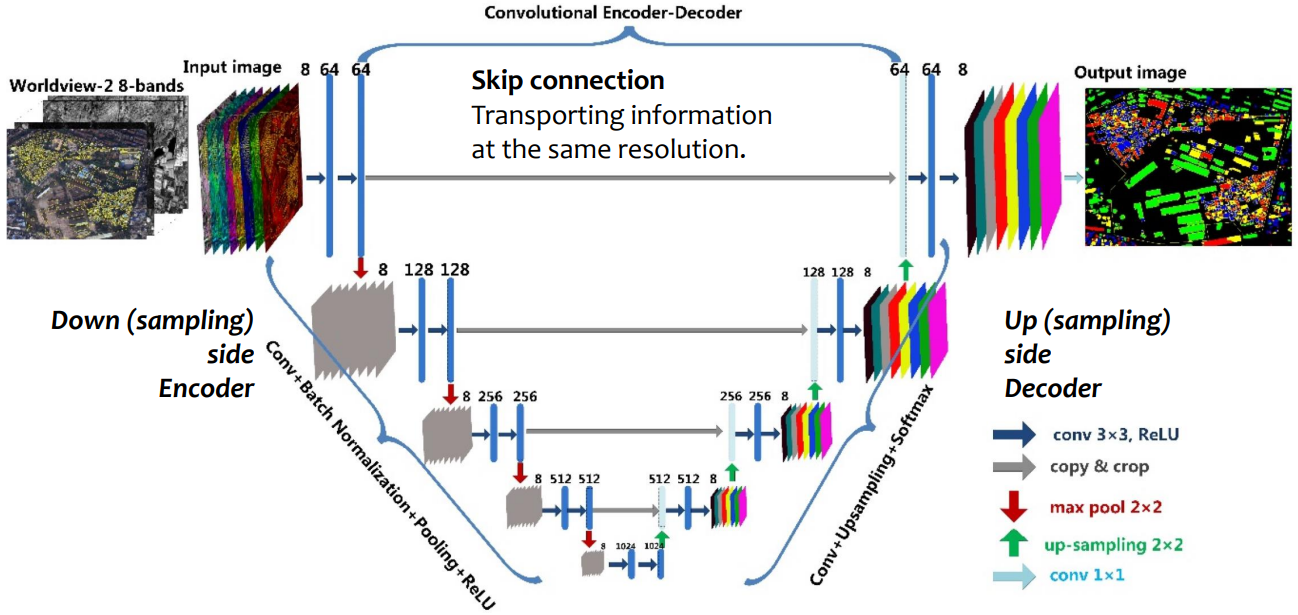 Convolutional Encoder-Decoder
Input image
8 64 64
Worldview-2 8-bands
Skip connection
Transporting information
at the same resolution.
64 64 8
Output image
8 128 128
128 128 8
Down (sampling)
side
Encoder
Up (sampling)
side
Decoder
Conv+Batch Normalization+Pooling+ReLU
Conv+Upsampling+Softmax
8 256 256
256 256 8
8 512 512
512 512 8
8 1024 1024
conv 3×3, ReLU
copy & crop
max pool 2×2
up-sampling 2×2
conv 1×1